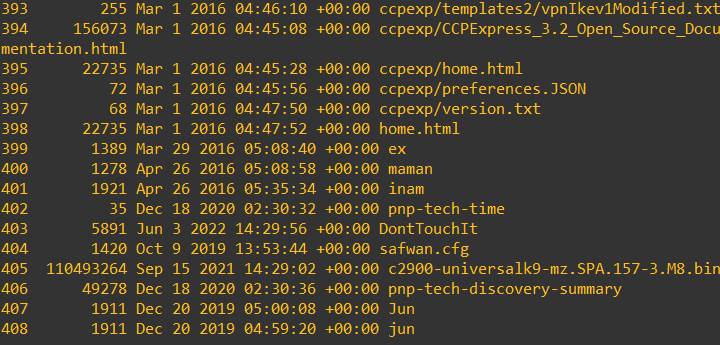 393 255 Mar 1 2016 04:46:10 +00:00 ccpexp/templates2/vpnIkev1Modified.txt
394 156073 Mar 1 2016 04:45:08 +00:00 ccpexp/CCPExpress_3.2_Open_Source_Docu
mentation.html
395 22735 Mar 1 2016 04:45:28 +00:00 ccpexp/home.html
396 72 Mar 1 2016 04:45:56 +00:00 ccpexp/preferences.JSON
397 68 Mar 1 2016 04:47:50 +00:00 ccpexp/version.txt
398 22735 Mar 1 2016 04:47:52 +00:00 home.html
399 1389 Mar 29 2016 05:08:40 +00:00 ex
400 1278 Apr 26 2016 05:08:58 +00:00 maman
401 1921 Apr 26 2016 05:35:34 +00:00 inam
402 35 Dec 18 2020 02:30:32 +00:00 pnp-tech-time
403 5891 Jun 3 2022 14:29:56 +00:00 DontTouchIt
404 1420 Oct 9 2019 13:53:44 +00:00 safwan.cfg
405 110493264 Sep 15 2021 14:29:02 +00:00 c2900-universalk9-mz.SPA.157-3.M8.bin
406 49278 Dec 18 2020 02:30:36 +00:00 pnp-tech-discovery-summary
407 1911 Dec 20 2019 05:00:08 +00:00 Jun
408 1911 Dec 20 2019 04:59:20 +00:00 jun